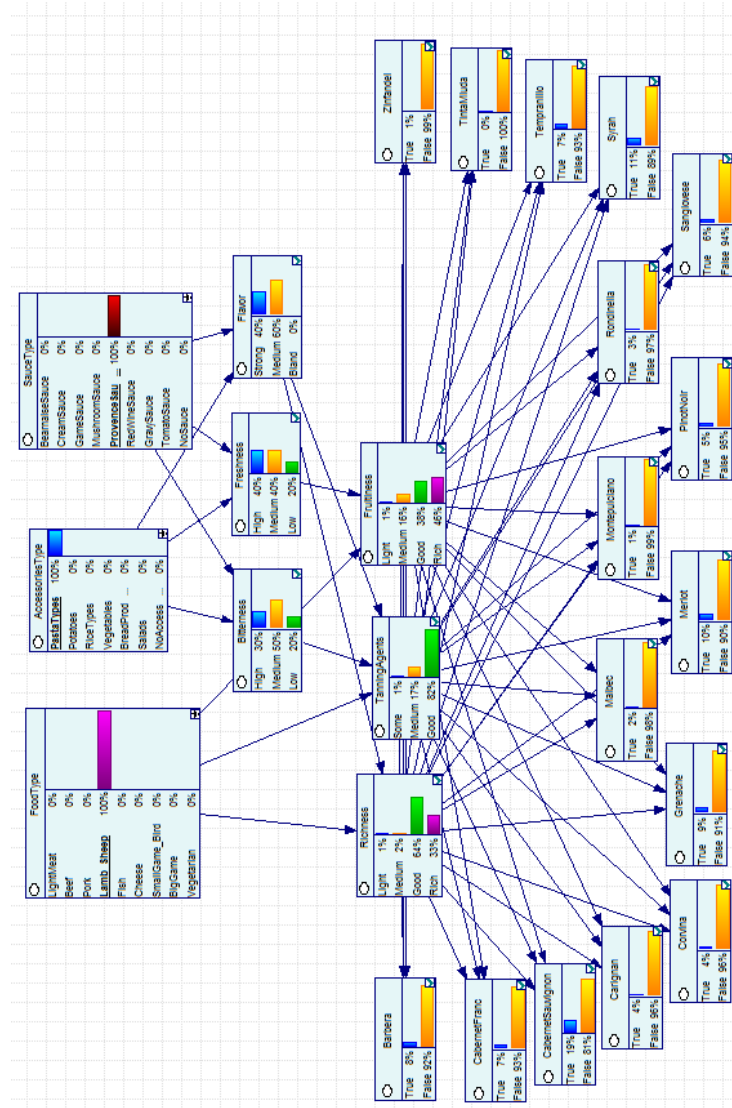 FoodType
LightMeat 0%
Beef 0%
Pork 0%
Lamb_Sheep 100%
Fish 0%
Cheese 0%
SmallGame_Bird 0%
BigGame 0%
Vegetarian 0%
AccessoriesType
PastaTypes 100%
Potatoes 0%
RiceTypes 0%
Vegetables 0%
BreadProd ... 0%
Salads 0%
NoAccess ... 0%
SauceType
BearnaiseSauce 0%
CreamSauce 0%
GameSauce 0%
MushroomSauce 0%
ProvenceSau ... 100%
RedWineSauce 0%
GravySauce 0%
TomatoSauce 0%
NoSauce 0%
Bitterness
High 30%
Medium 50%
Low 20%
Freshness
High 40%
Medium 40%
Low 20%
Flavor
Strong 40%
Medium 60%
Bland 0%
Richness
Light 1%
Medium 2%
Good 64%
Rich 33%
TanningAgents
Some 1%
Medium 17%
Good 82%
Fruitiness
Light 1%
Medium 16%
Good 38%
Rich 46%
Barbera
True 8%
False 92%
Zinfandel
True 1%
False 99%
CabernetFranc
True 7%
False 93%
TintaMiuda
True 0%
False 100%
CabernetSauvignon
True 19%
False 81%
Tempranillo
True 7%
False 93%
Carignan
True 4%
False 96%
Malbec
True 2%
False 98%
Montepulciano
True 1%
False 99%
Rondinella
True 3%
False 97%
Syrah
True 11%
False 89%
Corvina
True 4%
False 96%
Grenache
True 9%
False 91%
Merlot
True 10%
False 90%
PinotNoir
True 5%
False 95%
Sangiovese
True 6%
False 94%